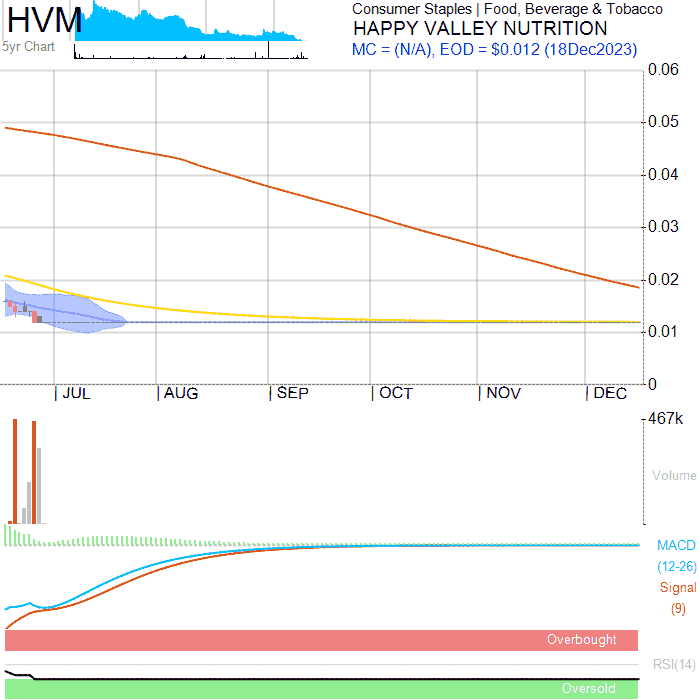 HVM
5yr Chart
Consumer Staples | Food, Beverage & Tobacco
HAPPY VALLEY NUTRITION
MC = (N/A), EOD = $0.012 (18Dec2023)
0.06
0.05
0.04
0.03
0.02
0.01
0
| JUL | AUG | SEP | OCT | NOV | DEC
467k
Volume
MACD
(12-26)
Signal
(9)
Overbought
RSI(14)
Oversold